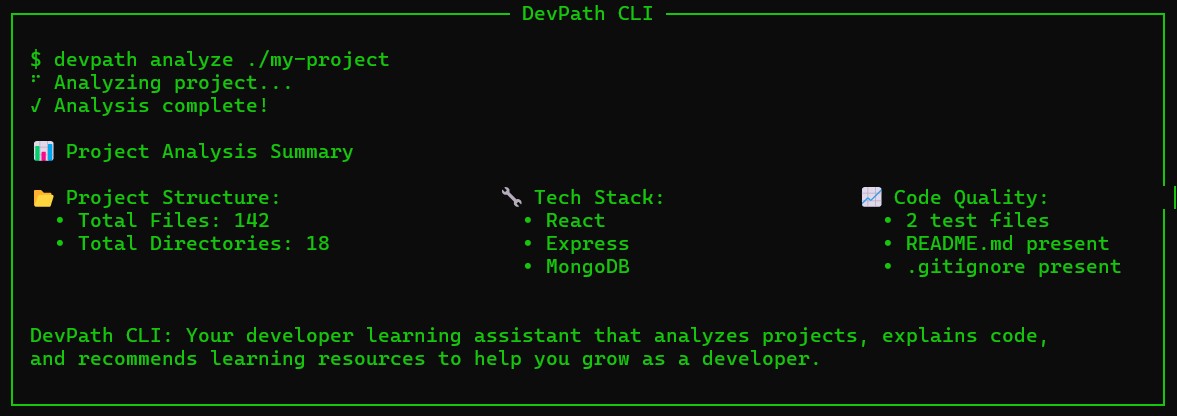 DevPath CLI
$ devpath analyze ./my-project
⠋ Analyzing project...
✓ Analysis complete!
📊 Project Analysis Summary
📂 Project Structure:
• Total Files: 142
• Total Directories: 18
🔧 Tech Stack:
• React
• Express
• MongoDB
📈 Code Quality:
• 2 test files
• README.md present
• .gitignore present
DevPath CLI: Your developer learning assistant that analyzes projects, explains code,
and recommends learning resources to help you grow as a developer.